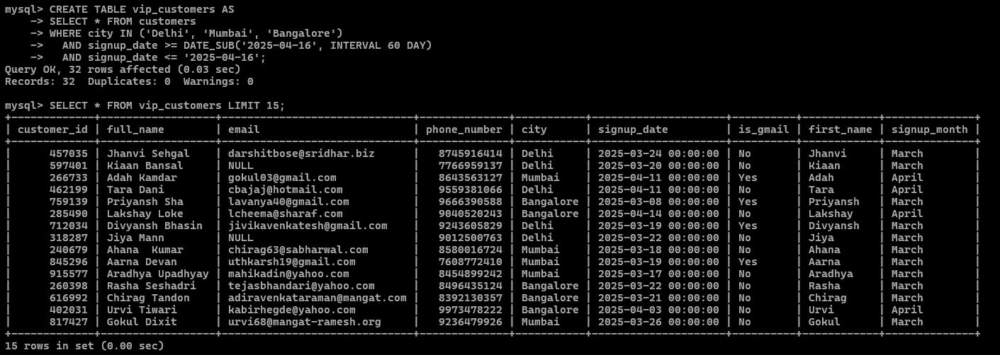 mysql> CREATE TABLE vip_customers AS
    -> SELECT * FROM customers
    -> WHERE city IN ('Delhi', 'Mumbai', 'Bangalore')
    ->   AND signup_date >= DATE_SUB('2025-04-16', INTERVAL 60 DAY)
    ->   AND signup_date <= '2025-04-16';
Query OK, 32 rows affected (0.03 sec)
Records: 32  Duplicates: 0  Warnings: 0

mysql> SELECT * FROM vip_customers LIMIT 15;
+-------------+------------------+------------------------------+--------------+-----------+---------------------+----------+------------+--------------+
| customer_id | full_name        | email                        | phone_number | city      | signup_date         | is_gmail | first_name | signup_month |
+-------------+------------------+------------------------------+--------------+-----------+---------------------+----------+------------+--------------+
|      457035 | Jhanvi Sehgal    | darshitbose@sridhar.biz      |   8745916414 | Delhi     | 2025-03-24 00:00:00 | No       | Jhanvi     | March        |
|      597401 | Kiaan Bansal     | NULL                         |   7766959137 | Delhi     | 2025-03-20 00:00:00 | No       | Kiaan      | March        |
|      266733 | Adah Kamdar      | gokul03@gmail.com            |   8643563127 | Mumbai    | 2025-04-11 00:00:00 | Yes      | Adah       | April        |
|      462199 | Tara Dani        | cbajaj@hotmail.com           |   9559381066 | Delhi     | 2025-04-11 00:00:00 | No       | Tara       | April        |
|      759139 | Priyansh Sha     | lavanya40@gmail.com          |   9666390588 | Bangalore | 2025-03-08 00:00:00 | Yes      | Priyansh   | March        |
|      285490 | Lakshay Loke     | lcheema@sharaf.com           |   9040520243 | Bangalore | 2025-04-14 00:00:00 | No       | Lakshay    | April        |
|      712034 | Divyansh Bhasin  | jivikavenkatesh@gmail.com    |   9243605829 | Delhi     | 2025-03-19 00:00:00 | Yes      | Divyansh   | March        |
|      318287 | Jiya Mann        | NULL                         |   9012500763 | Delhi     | 2025-03-22 00:00:00 | No       | Jiya       | March        |
|      240679 | Ahana  Kumar     | chirag63@sabharwal.com       |   8580016724 | Mumbai    | 2025-03-18 00:00:00 | No       | Ahana      | March        |
|      845296 | Aarna Devan      | uthkarsh19@gmail.com         |   7608772410 | Mumbai    | 2025-03-19 00:00:00 | Yes      | Aarna      | March        |
|      915577 | Aradhya Upadhyay | mahikadin@yahoo.com          |   8454899242 | Mumbai    | 2025-03-17 00:00:00 | No       | Aradhya    | March        |
|      260398 | Rasha Seshadri   | tejasbhandari@yahoo.com      |   8496435124 | Bangalore | 2025-03-22 00:00:00 | No       | Rasha      | March        |
|      616992 | Chirag Tandon    | adiravenkataraman@mangat.com |   8392130357 | Bangalore | 2025-03-21 00:00:00 | No       | Chirag     | March        |
|      402031 | Urvi Tiwari      | kabirhegde@yahoo.com         |   9973478222 | Bangalore | 2025-04-03 00:00:00 | No       | Urvi       | April        |
|      817427 | Gokul Dixit      | urvi68@mangat-ramesh.org     |   9236479926 | Mumbai    | 2025-03-26 00:00:00 | No       | Gokul      | March        |
+-------------+------------------+------------------------------+--------------+-----------+---------------------+----------+------------+--------------+
15 rows in set (0.00 sec)